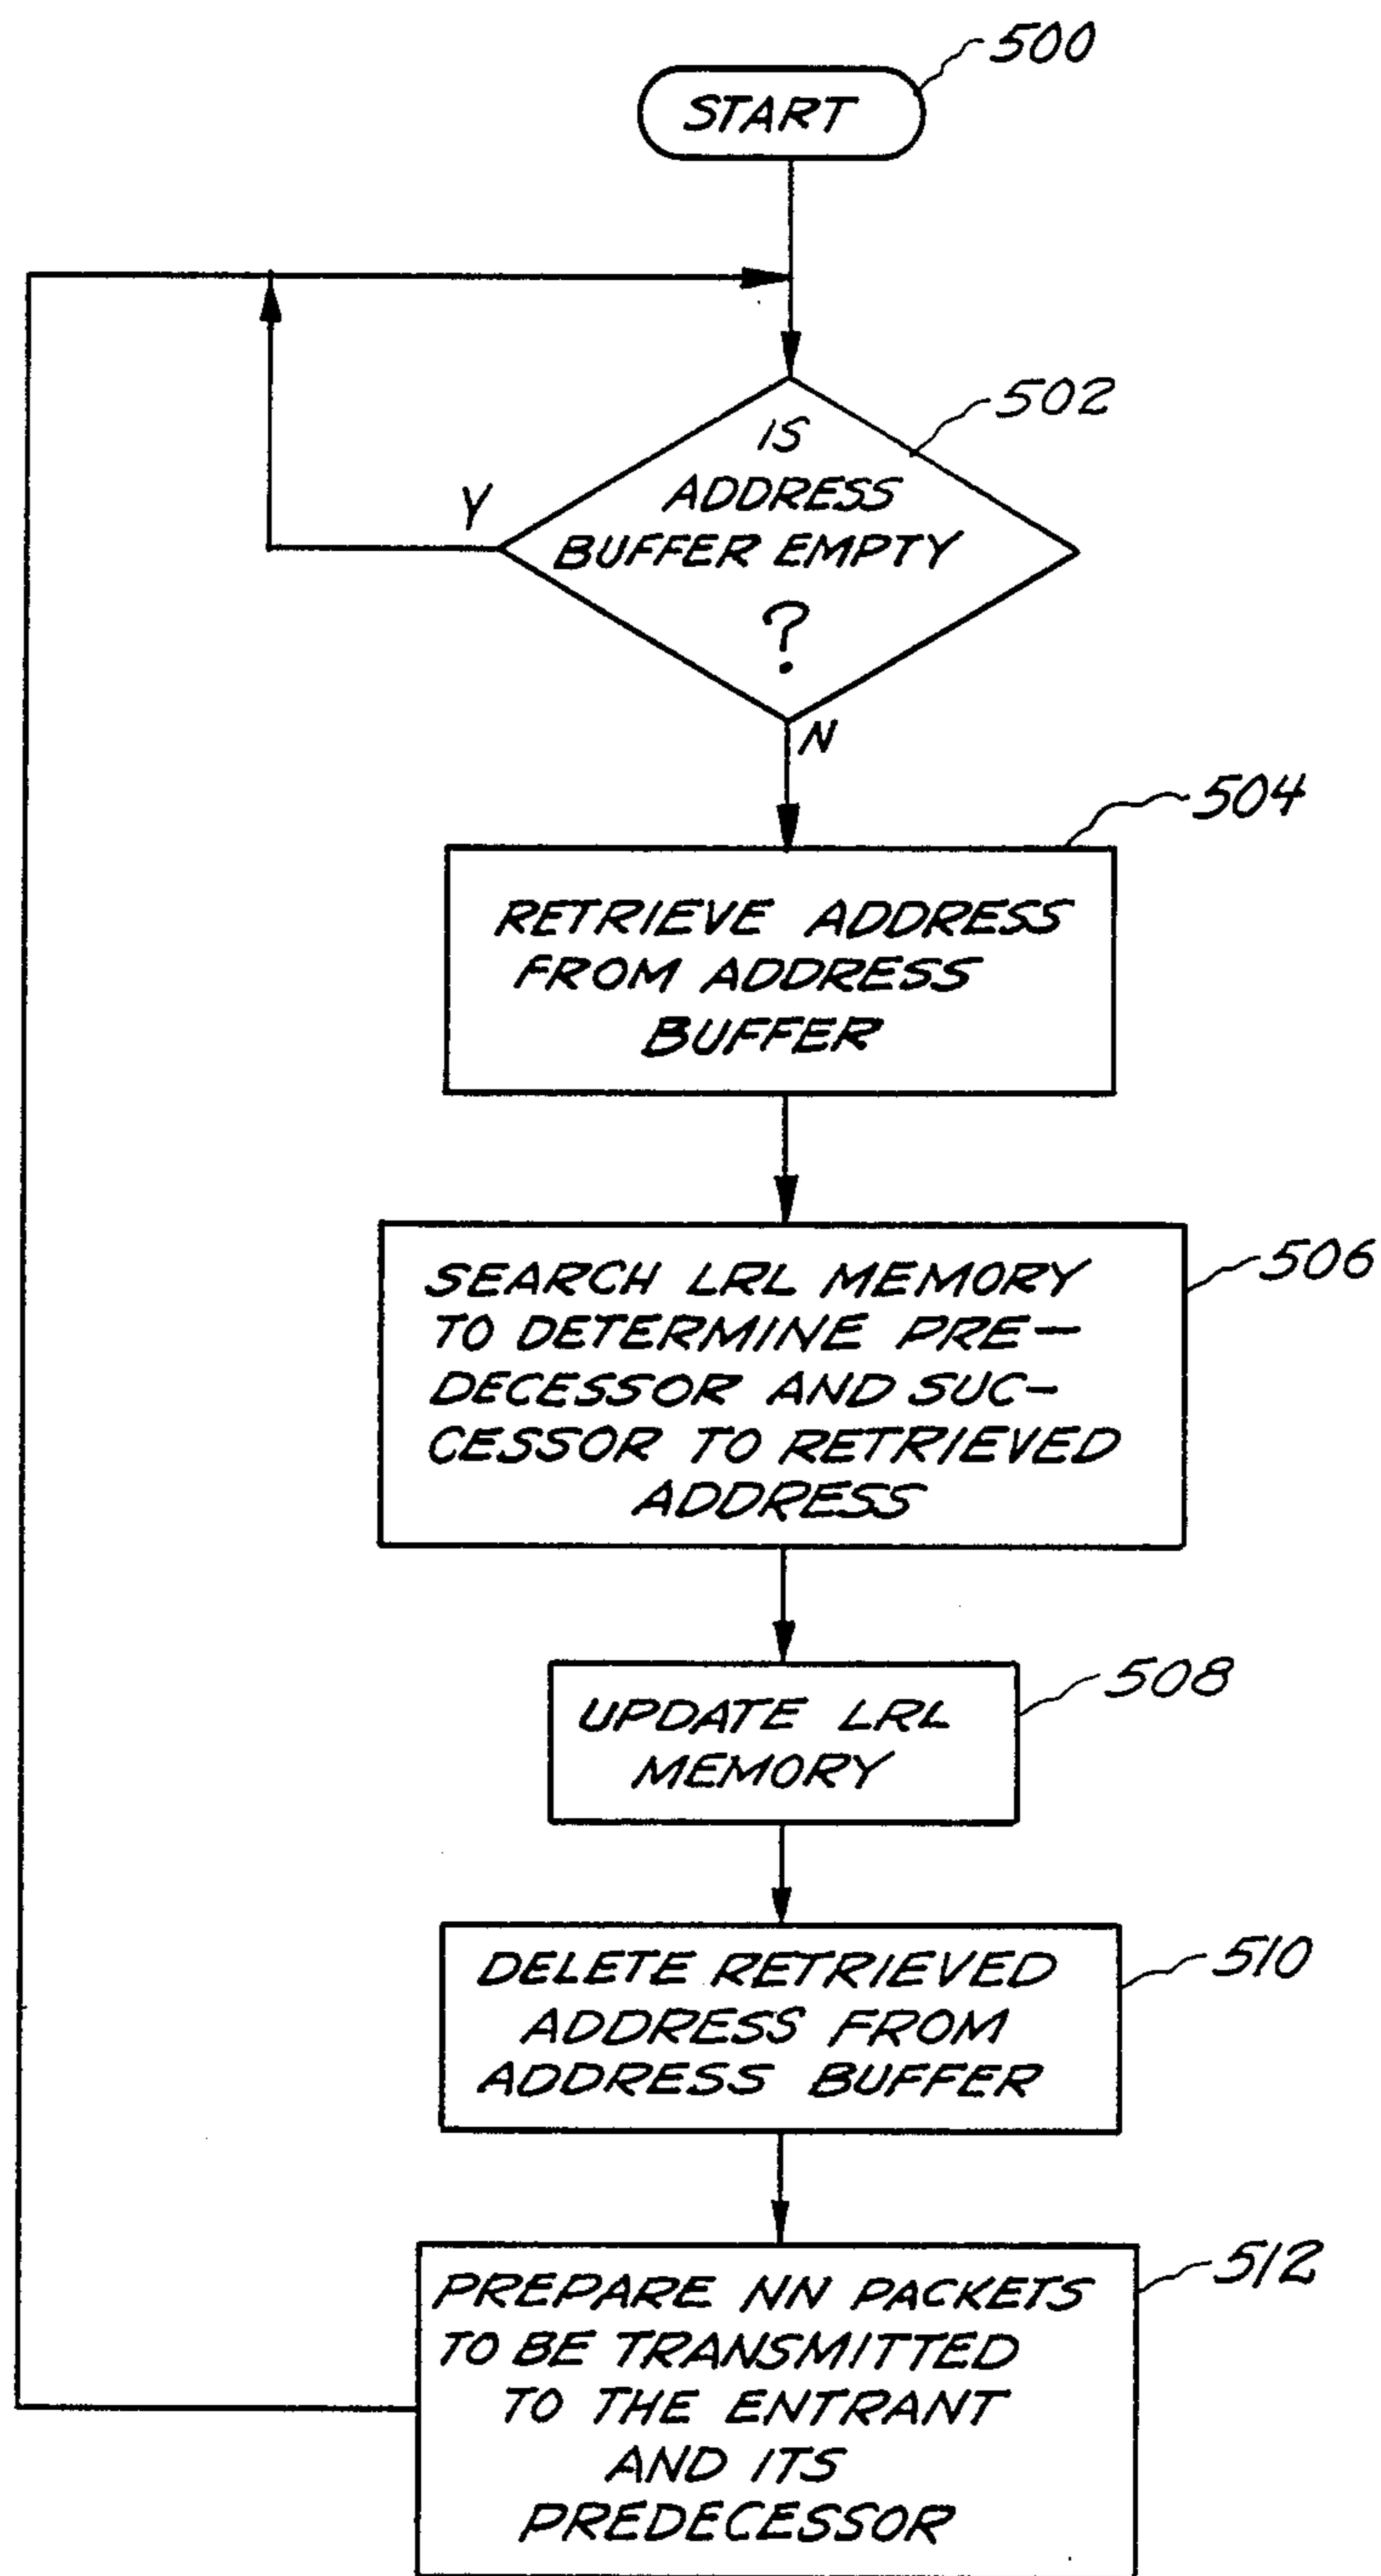 500
START
502
IS
ADDRESS
BUFFER EMPTY
?
Y
N
504
RETRIEVE ADDRESS
FROM ADDRESS
BUFFER
506
SEARCH LRL MEMORY
TO DETERMINE PRE-
DECESSOR AND SUC-
CESSOR TO RETRIEVED
ADDRESS
508
UPDATE LRL
MEMORY
510
DELETE RETRIEVED
ADDRESS FROM
ADDRESS BUFFER
512
PREPARE NN PACKETS
TO BE TRANSMITTED
TO THE ENTRANT
AND ITS
PREDECESSOR